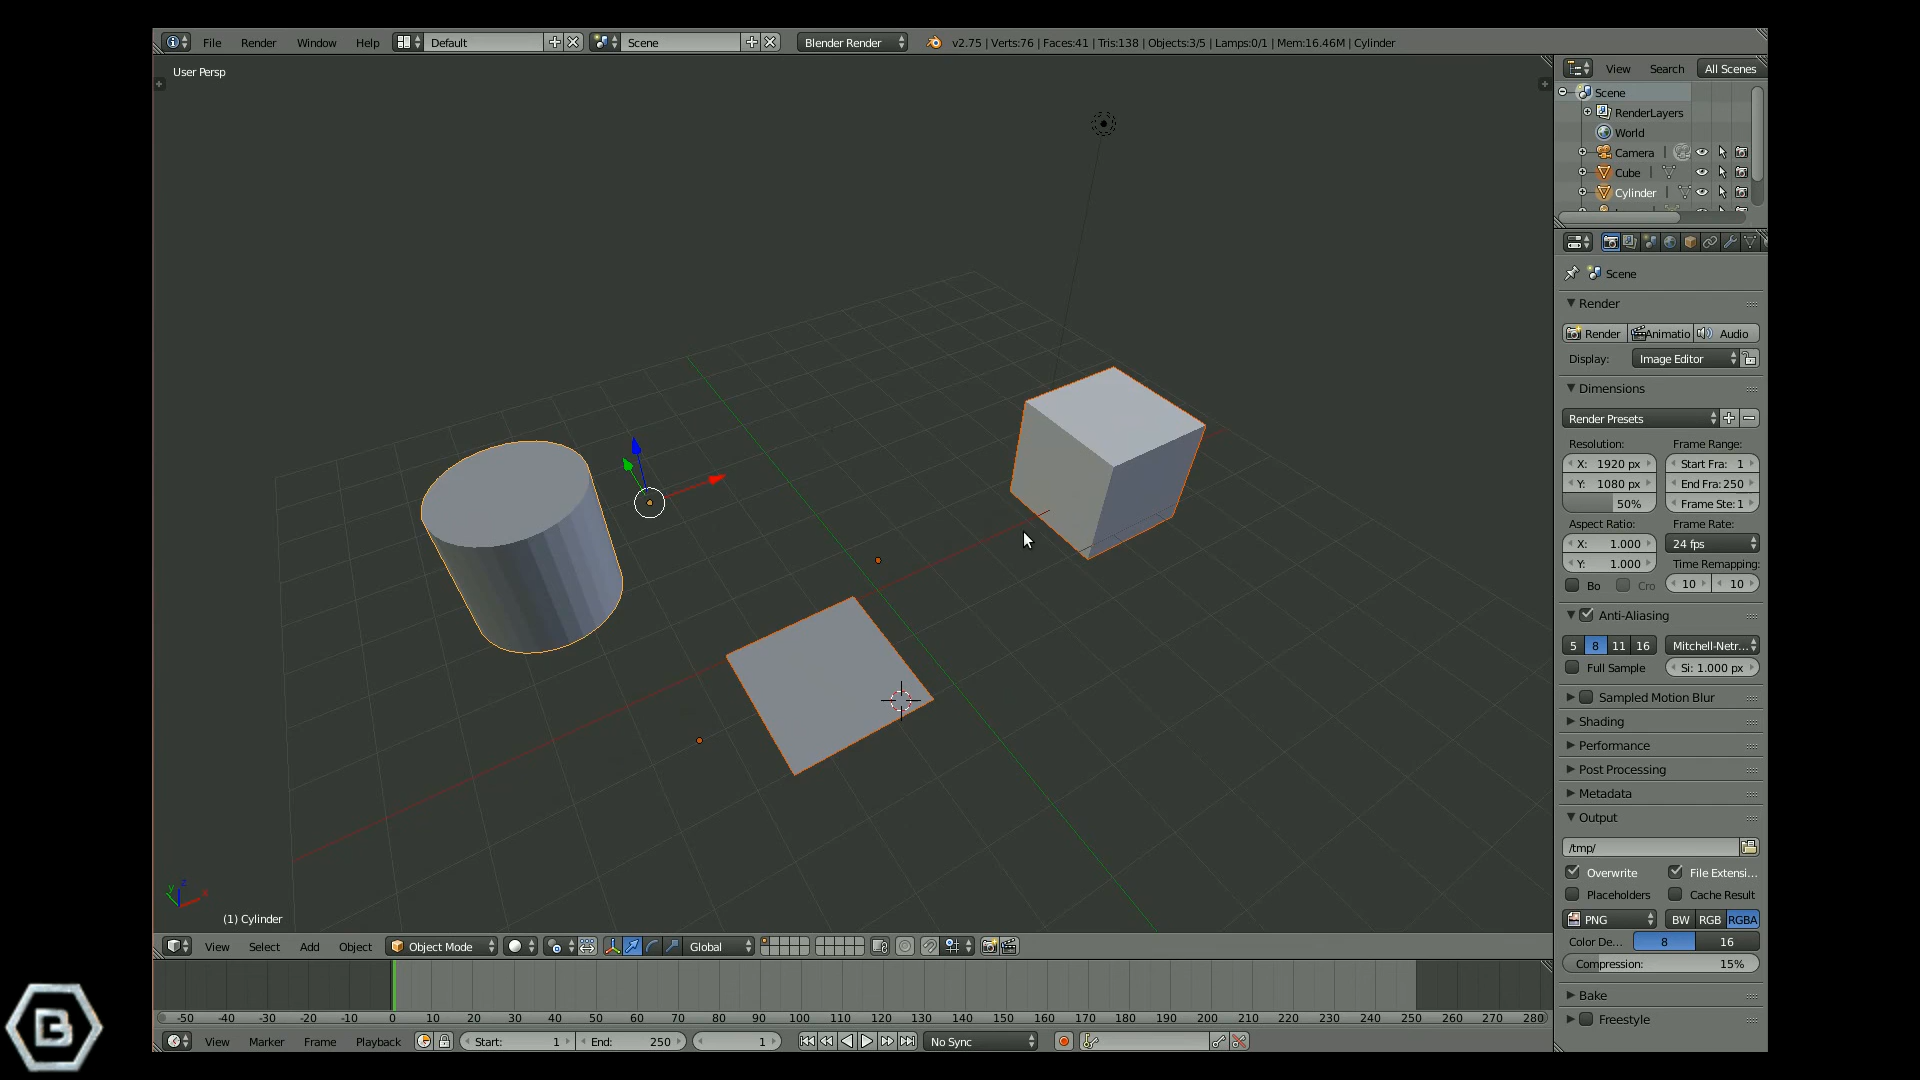 File Render Window Help Default Scene Blender Render v2.75 | Verts:76 | Faces:41 | Tris:138 | Objects:3/5 | Lamps:0/1 | Mem:16.46M | Cylinder
User Persp
View Search All Scenes
Scene
RenderLayers
World
Camera
Cube
Cylinder
Scene
Render
Render Animatio Audio
Display: Image Editor
Dimensions
Render Presets
Resolution: Frame Range:
X: 1920 px Start Fra: 1
Y: 1080 px End Fra: 250
50% Frame Ste: 1
Aspect Ratio: Frame Rate:
X: 1.000 24 fps
Y: 1.000 Time Remapping:
Bo Cro 10 10
Anti-Aliasing
5 8 11 16 Mitchell-Netr...
Full Sample Si: 1.000 px
Sampled Motion Blur
Shading
Performance
Post Processing
Metadata
Output
/tmp/
Overwrite File Extensi...
Placeholders Cache Result
PNG BW RGB RGBA
Color De... 8 16
Compression: 15%
Bake
Freestyle
x
y
z
(1) Cylinder
View Select Add Object Object Mode Global
-50 -40 -30 -20 -10 0 10 20 30 40 50 60 70 80 90 100 110 120 130 140 150 160 170 180 190 200 210 220 230 240 250 260 270 280
View Marker Frame Playback Start: 1 End: 250 1 No Sync
B